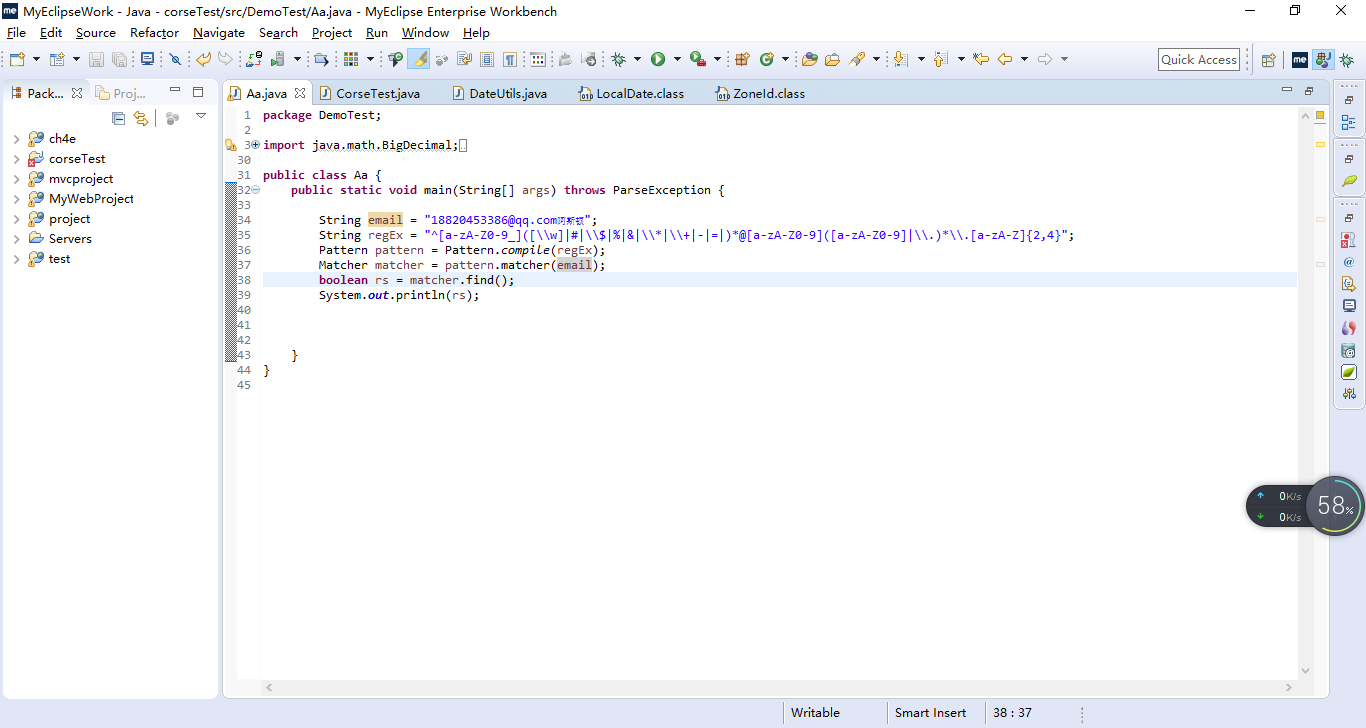 MyEclipseWork - Java - corseTest/src/DemoTest/Aa.java - MyEclipse Enterprise Workbench
File Edit Source Refactor Navigate Search Project Run Window Help
Quick Access
Pack... Proj...
Aa.java CorseTest.java DateUtils.java LocalDate.class ZoneId.class
ch4e
corseTest
mvcproject
MyWebProject
project
Servers
test
1 package DemoTest;
2
3 import java.math.BigDecimal;
30
31 public class Aa {
32 public static void main(String[] args) throws ParseException {
33
34 String email = "18820453386@qq.com阿斯顿";
35 String regEx = "^[a-zA-Z0-9_]([\\w]|#|\\$|%|&|\\*|\\+|-|=|)*@[a-zA-Z0-9]([a-zA-Z0-9]|\\.)*\\.[a-zA-Z]{2,4}";
36 Pattern pattern = Pattern.compile(regEx);
37 Matcher matcher = pattern.matcher(email);
38 boolean rs = matcher.find();
39 System.out.println(rs);
40
41
42
43 }
44 }
45
0K/s
0K/s
58%
Writable Smart Insert 38 : 37